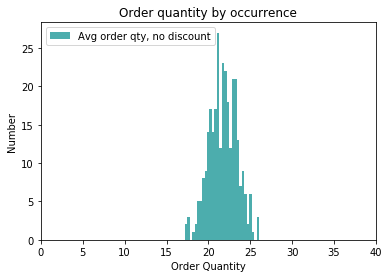 Order quantity by occurrence
Avg order qty, no discount
25
20
15
10
5
0
Number
0 5 10 15 20 25 30 35 40
Order Quantity